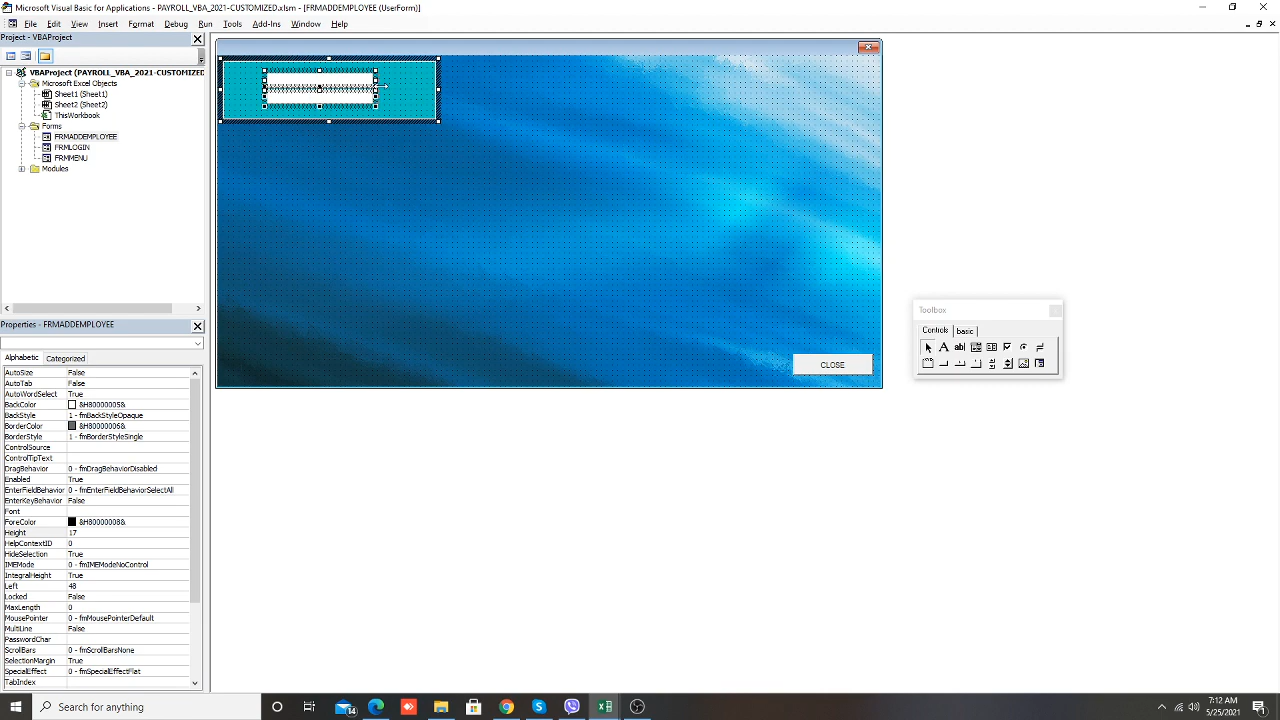 Microsoft Visual Basic for Applications - PAYROLL_VBA_2021-CUSTOMIZED.xlsm - [FRMADDEMPLOYEE (UserForm)]
File Edit View Insert Format Debug Run Tools Add-Ins Window Help
Project - VBAProject
VBAProject (PAYROLL_VBA_2021-CUSTOMIZED
Microsoft Excel Objects
Sheet1 (Sheet1)
Sheet2 (Sheet2)
ThisWorkbook
Forms
FRMADDEMPLOYEE
FRMLOGIN
FRMMENU
Modules
CLOSE
Toolbox
Controls basic
Properties - FRMADDEMPLOYEE
Alphabetic Categorized
AutoSize False
AutoTab False
AutoWordSelect True
BackColor &H80000005&
BackStyle 1 - fmBackStyleOpaque
BorderColor &H80000006&
BorderStyle 1 - fmBorderStyleSingle
ControlSource
ControlTipText
DragBehavior 0 - fmDragBehaviorDisabled
Enabled True
EnterFieldBehavior 0 - fmEnterFieldBehaviorSelectAll
EnterKeyBehavior False
Font
ForeColor &H80000008&
Height 17
HelpContextID 0
HideSelection True
IMEMode 0 - fmIMEModeNoControl
IntegralHeight True
Left 48
Locked False
MaxLength 0
MousePointer 0 - fmMousePointerDefault
MultiLine False
PasswordChar
ScrollBars 0 - fmScrollBarsNone
SelectionMargin True
SpecialEffect 0 - fmSpecialEffectFlat
TabIndex
Search for anything
14
7:12 AM
5/25/2021